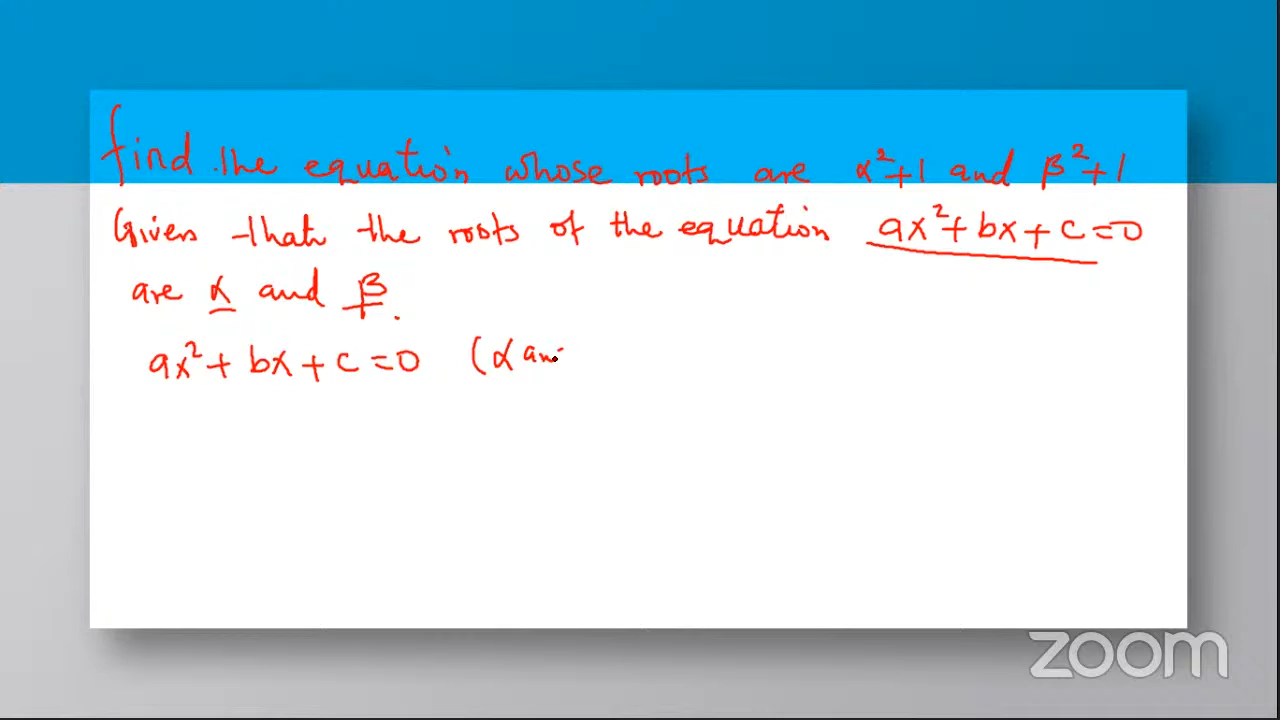 find the equation whose roots are α²+1 and β²+1
Given that the roots of the equation ax²+bx+c=0
are α and β.
ax²+bx+c=0 (α an
zoom